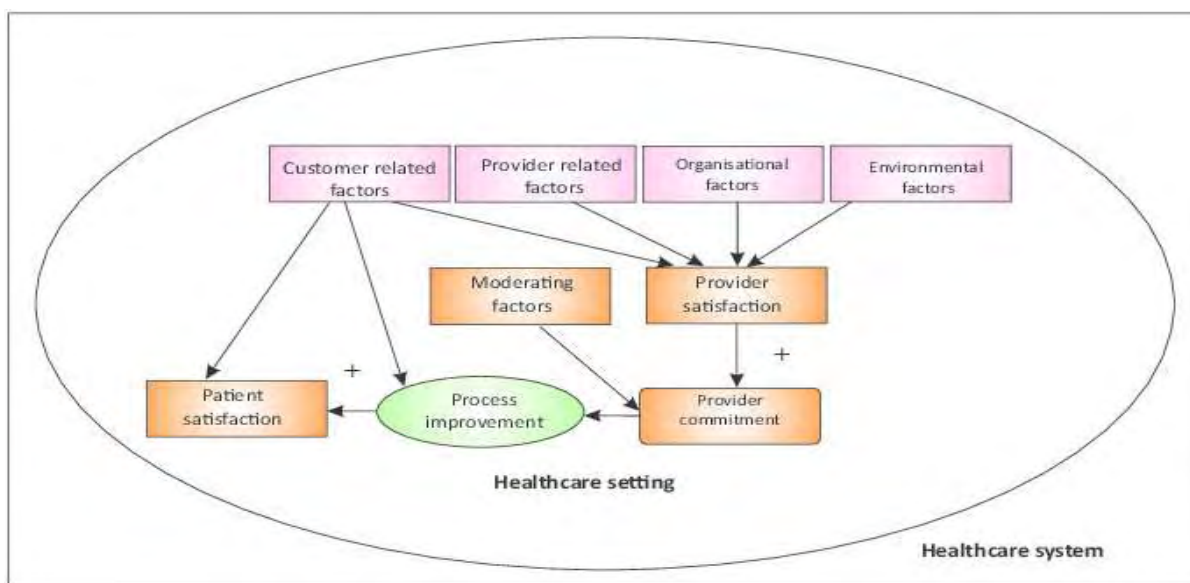 Customer related
factors
Provider related
factors
Organisational
factors
Environmental
factors
Moderating
factors
Provider
satisfaction
+
+
Patient
satisfaction
Process
improvement
Provider
commitment
Healthcare setting
Healthcare system